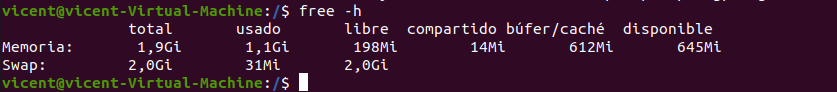 vicent@vicent-Virtual-Machine:/$ free -h
total usado libre compartido búfer/caché disponible
Memoria: 1,9Gi 1,1Gi 198Mi 14Mi 612Mi 645Mi
Swap: 2,0Gi 31Mi 2,0Gi
vicent@vicent-Virtual-Machine:/$